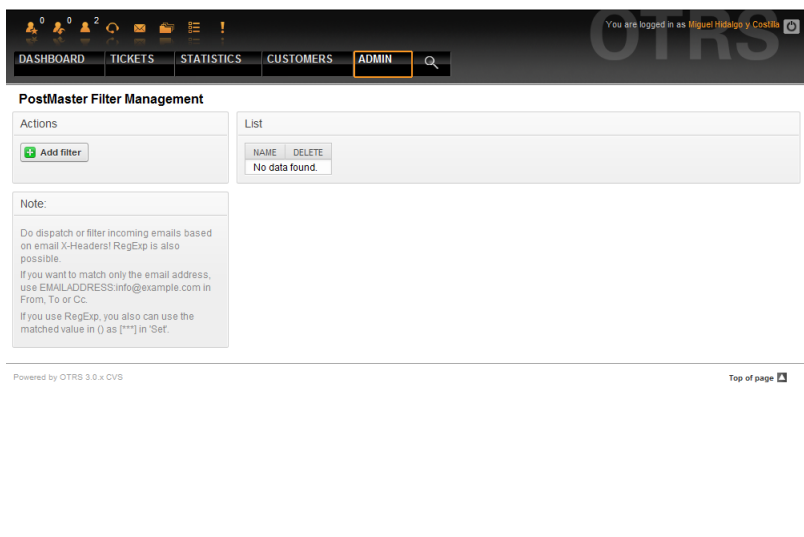 0 0 2
OTRS
You are logged in as Miguel Hidalgo y Costilla
DASHBOARD TICKETS STATISTICS CUSTOMERS ADMIN
PostMaster Filter Management
Actions
Add filter
List
NAME DELETE
No data found.
Note:
Do dispatch or filter incoming emails based
on email X-Headers! RegExp is also
possible.
If you want to match only the email address,
use EMAILADDRESS:info@example.com in
From, To or Cc.
If you use RegExp, you also can use the
matched value in () as [***] in 'Set'.
Powered by OTRS 3.0.x CVS
Top of page